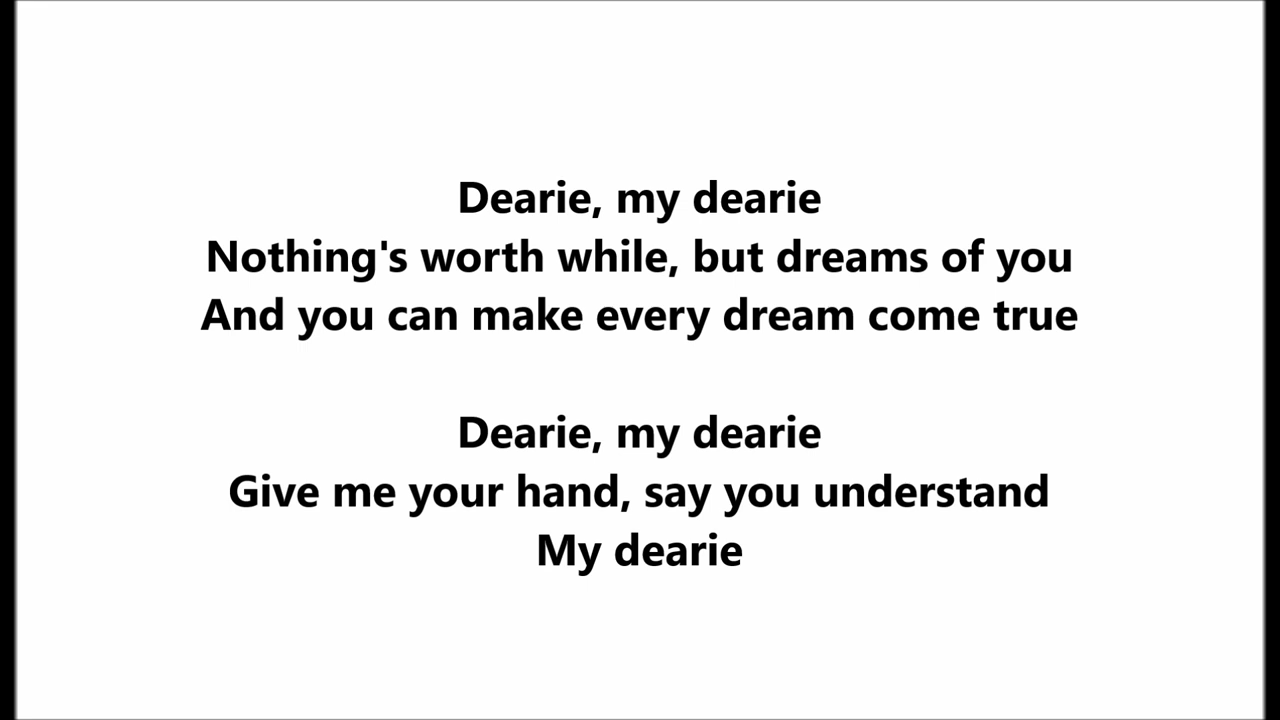 Dearie, my dearie
Nothing's worth while, but dreams of you
And you can make every dream come true
Dearie, my dearie
Give me your hand, say you understand
My dearie